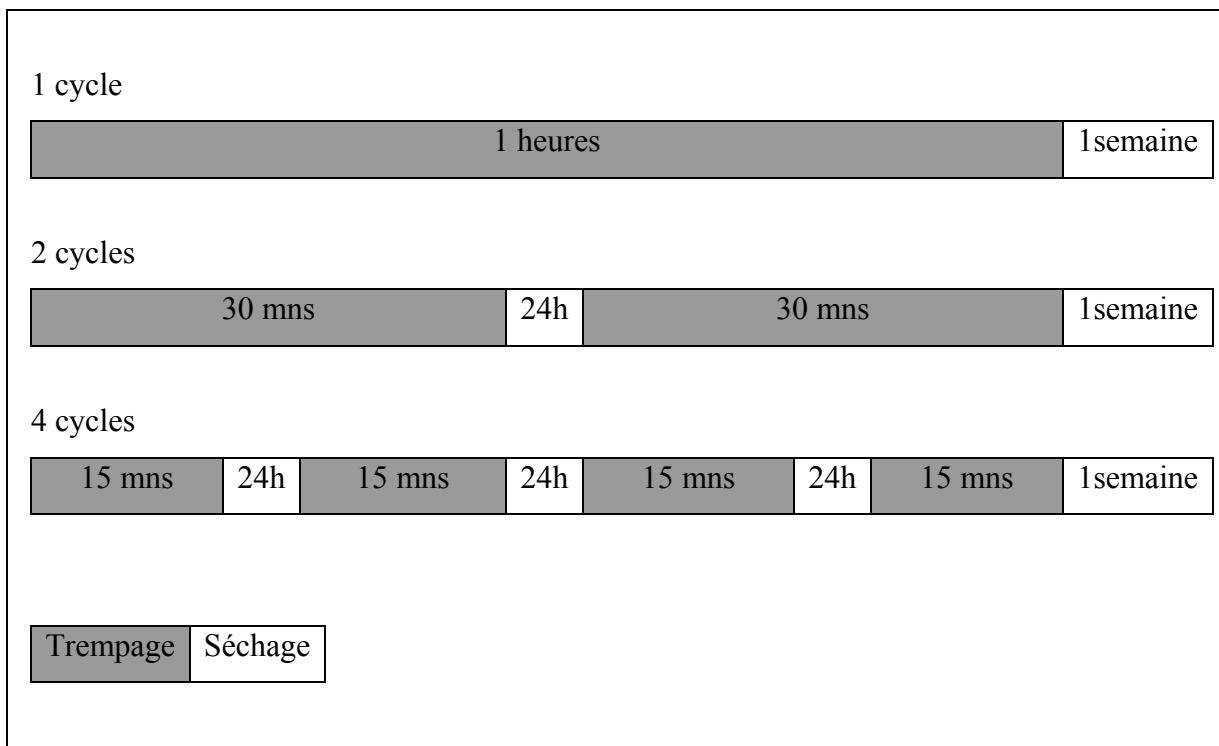 1 cycle
1 heures 1semaine
2 cycles
30 mns 24h 30 mns 1semaine
4 cycles
15 mns 24h 15 mns 24h 15 mns 24h 15 mns 1semaine
Trempage Séchage